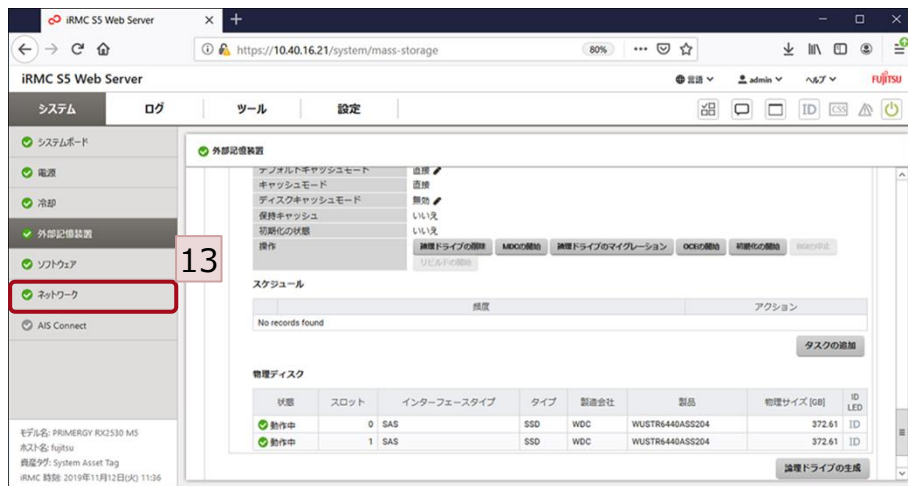 iRMC S5 Web Server
https://10.40.16.21/system/mass-storage
80%
iRMC S5 Web Server
言語
admin
ヘルプ
FUJITSU
システム
ログ
ツール
設定
ID
CSS
システムボード
電源
冷却
外部記憶装置
ソフトウェア
ネットワーク
AIS Connect
13
外部記憶装置
デフォルトキャッシュモード 直接
キャッシュモード 直接
ディスクキャッシュモード 無効
保持キャッシュ いいえ
初期化の状態 いいえ
操作 論理ドライブの削除 MDCの開始 論理ドライブのマイグレーション OCEの開始 初期化の開始 BGIの中止
リビルドの開始
スケジュール
頻度 アクション
No records found
タスクの追加
物理ディスク
状態 スロット インターフェースタイプ タイプ 製造会社 製品 物理サイズ [GB] ID LED
動作中 0 SAS SSD WDC WUSTR6440ASS204 372.61 ID
動作中 1 SAS SSD WDC WUSTR6440ASS204 372.61 ID
論理ドライブの生成
モデル名: PRIMERGY RX2530 M5
ホスト名: fujitsu
資産タグ: System Asset Tag
iRMC 時刻: 2019年11月12日(火) 11:36